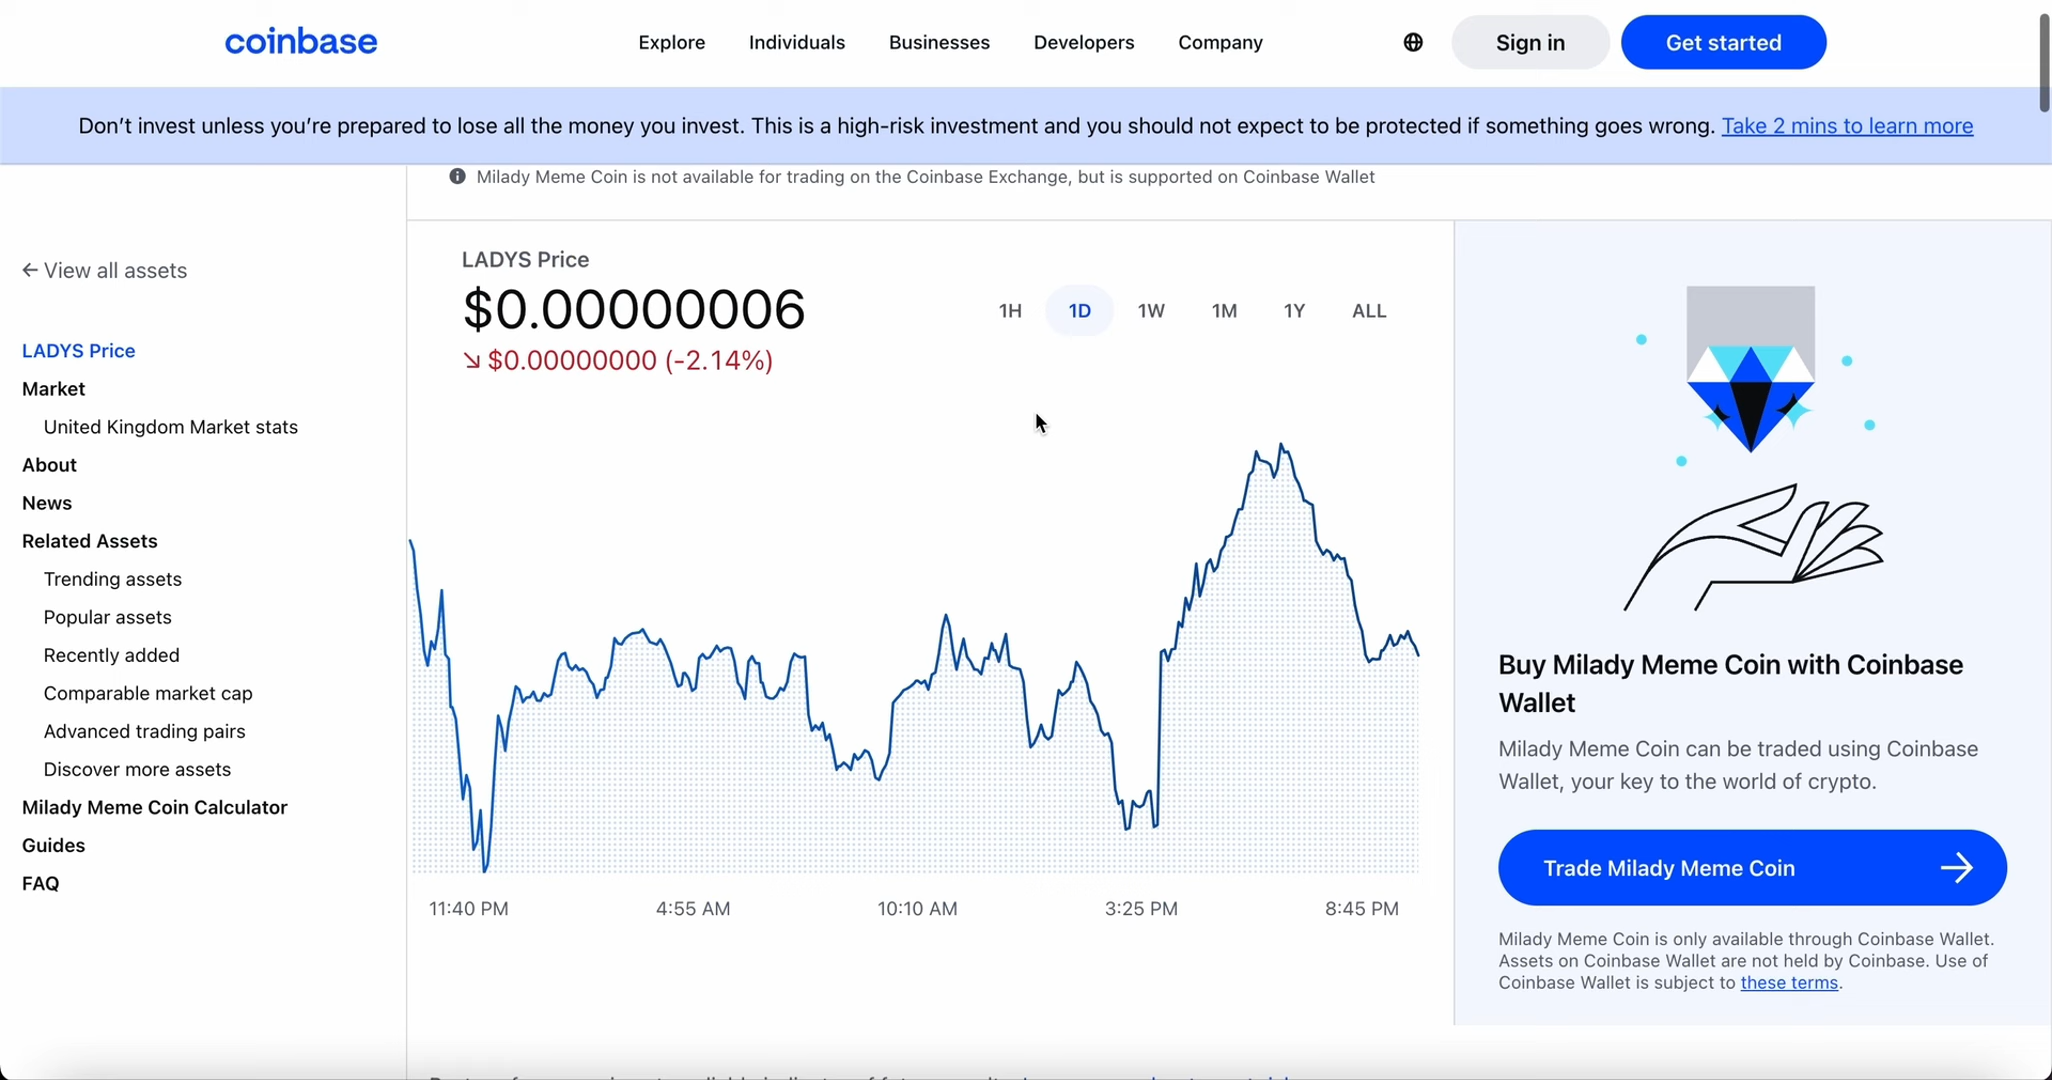 coinbase
Explore Individuals Businesses Developers Company
Sign in
Get started
Don't invest unless you're prepared to lose all the money you invest. This is a high-risk investment and you should not expect to be protected if something goes wrong. Take 2 mins to learn more
Milady Meme Coin is not available for trading on the Coinbase Exchange, but is supported on Coinbase Wallet
← View all assets
LADYS Price
Market
United Kingdom Market stats
About
News
Related Assets
Trending assets
Popular assets
Recently added
Comparable market cap
Advanced trading pairs
Discover more assets
Milady Meme Coin Calculator
Guides
FAQ
LADYS Price
$0.00000006
↘ $0.00000000 (-2.14%)
1H 1D 1W 1M 1Y ALL
11:40 PM 4:55 AM 10:10 AM 3:25 PM 8:45 PM
Buy Milady Meme Coin with Coinbase
Wallet
Milady Meme Coin can be traded using Coinbase
Wallet, your key to the world of crypto.
Trade Milady Meme Coin
Milady Meme Coin is only available through Coinbase Wallet.
Assets on Coinbase Wallet are not held by Coinbase. Use of
Coinbase Wallet is subject to these terms.